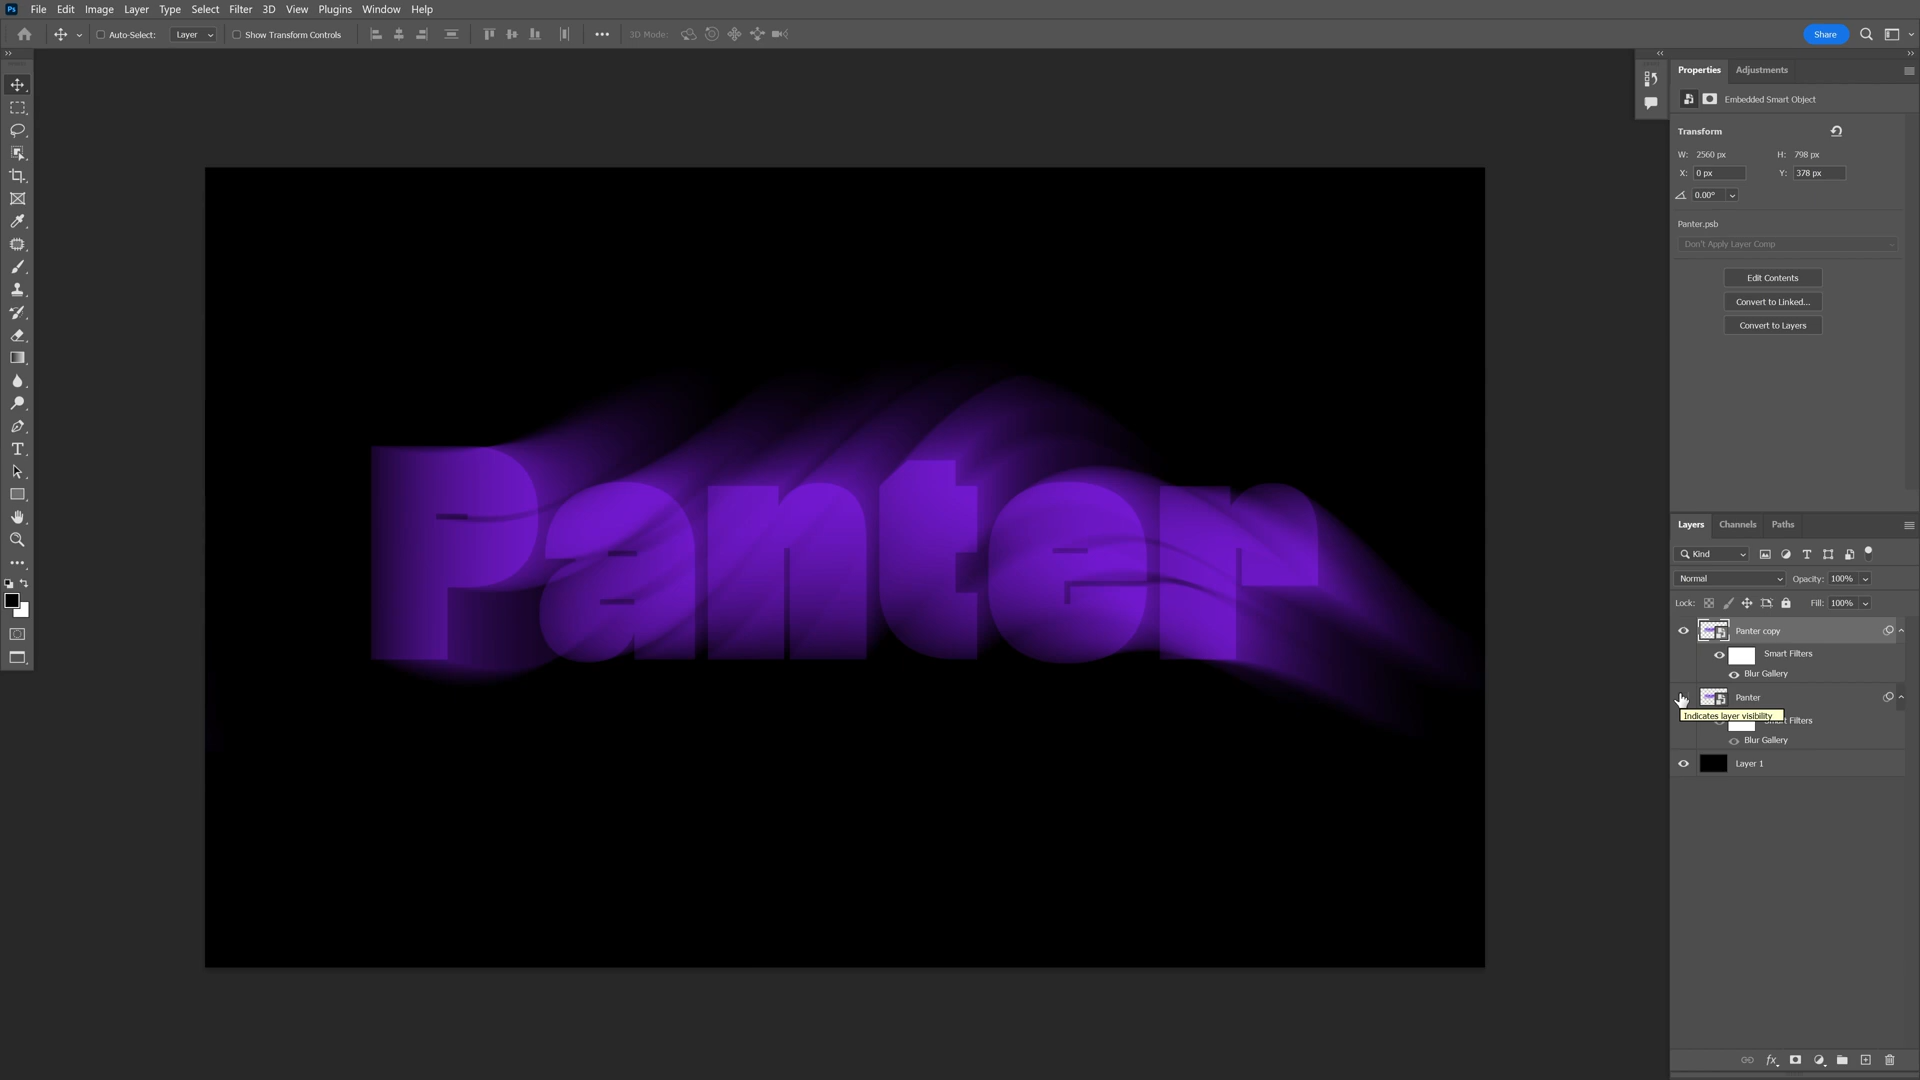 Ps File Edit Image Layer Type Select Filter 3D View Plugins Window Help
Auto-Select: Layer Show Transform Controls 3D Mode: Share
Properties Adjustments
Embedded Smart Object
Transform
W: 2560 px H: 798 px
X: 0 px Y: 378 px
0.00°
Panter.psb
Don't Apply Layer Comp
Edit Contents
Convert to Linked...
Convert to Layers
Panter
Layers Channels Paths
Kind
Normal Opacity: 100%
Lock: Fill: 100%
Panter copy
Smart Filters
Blur Gallery
Panter
Indicates layer visibility
Filters
Blur Gallery
Layer 1
fx